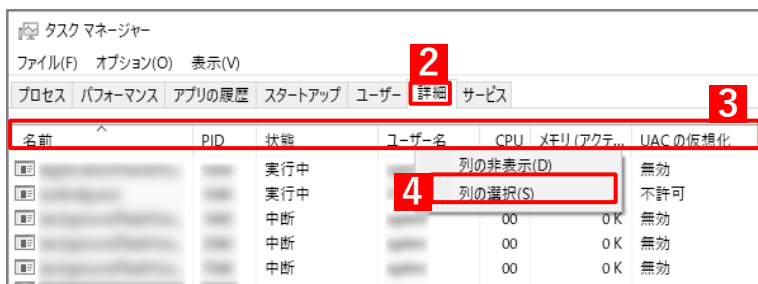 タスク マネージャー
ファイル(F) オプション(O) 表示(V)
2
プロセス パフォーマンス アプリの履歴 スタートアップ ユーザー 詳細 サービス
3
名前 PID 状態 ユーザー名 CPU メモリ (アクテ... UAC の仮想化
実行中 列の非表示(D) 無効
実行中 4 列の選択(S) 不許可
中断 00 0 K 無効
中断 00 0 K 無効
中断 00 0 K 無効